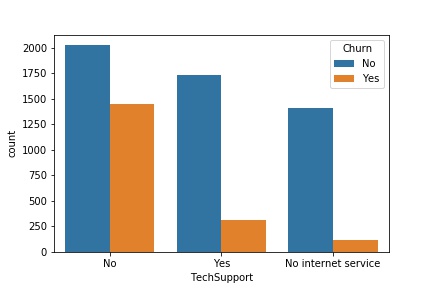 Churn
No
Yes
2000
1750
1500
1250
1000
750
500
250
0
count
No Yes No internet service
TechSupport